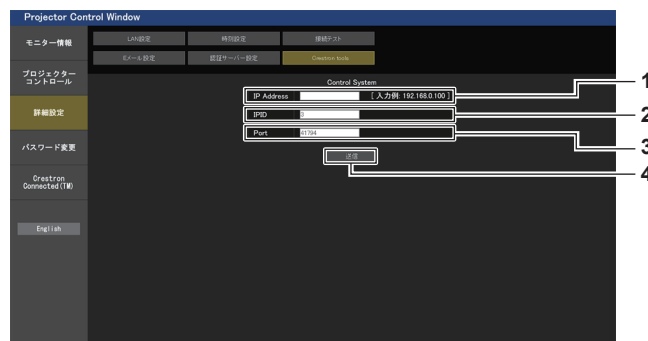 Projector Control Window
モニター情報
プロジェクター
コントロール
詳細設定
パスワード変更
Crestron
Connected(TM)
English
LAN設定
時刻設定
接続テスト
Eメール設定
認証サーバー設定
Crestron tools
Control System
IP Address
[ 入力例: 192.168.0.100 ]
IPID
3
Port
41794
送信
1
2
3
4